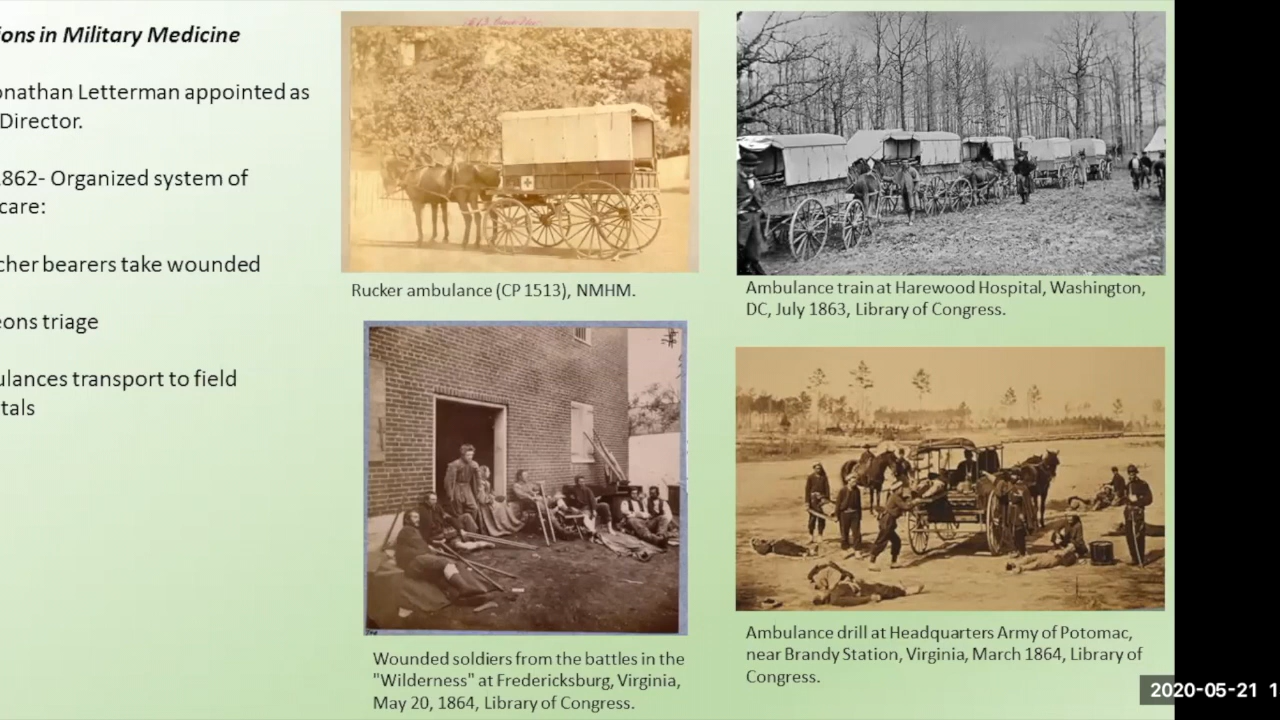 ions in Military Medicine
onathan Letterman appointed as
Director.
1862- Organized system of
care:
cher bearers take wounded
eons triage
ulances transport to field
tals
Rucker ambulance (CP 1513), NMHM.
Ambulance train at Harewood Hospital, Washington,
DC, July 1863, Library of Congress.
Wounded soldiers from the battles in the
"Wilderness" at Fredericksburg, Virginia,
May 20, 1864, Library of Congress.
Ambulance drill at Headquarters Army of Potomac,
near Brandy Station, Virginia, March 1864, Library of
Congress.
2020-05-21 1